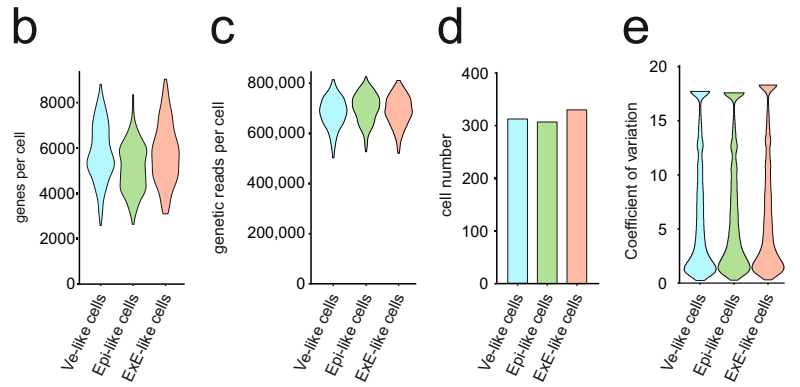 b
genes per cell
8000
6000
4000
2000
0
Ve-like cells
Epi-like cells
ExE-like cells
c
genetic reads per cell
800,000
600,000
400,000
200,000
0
Ve-like cells
Epi-like cells
ExE-like cells
d
cell number
400
300
200
100
0
Ve-like cells
Epi-like cells
ExE-like cells
e
Coefficient of variation
20
15
10
5
0
Ve-like cells
Epi-like cells
ExE-like cells